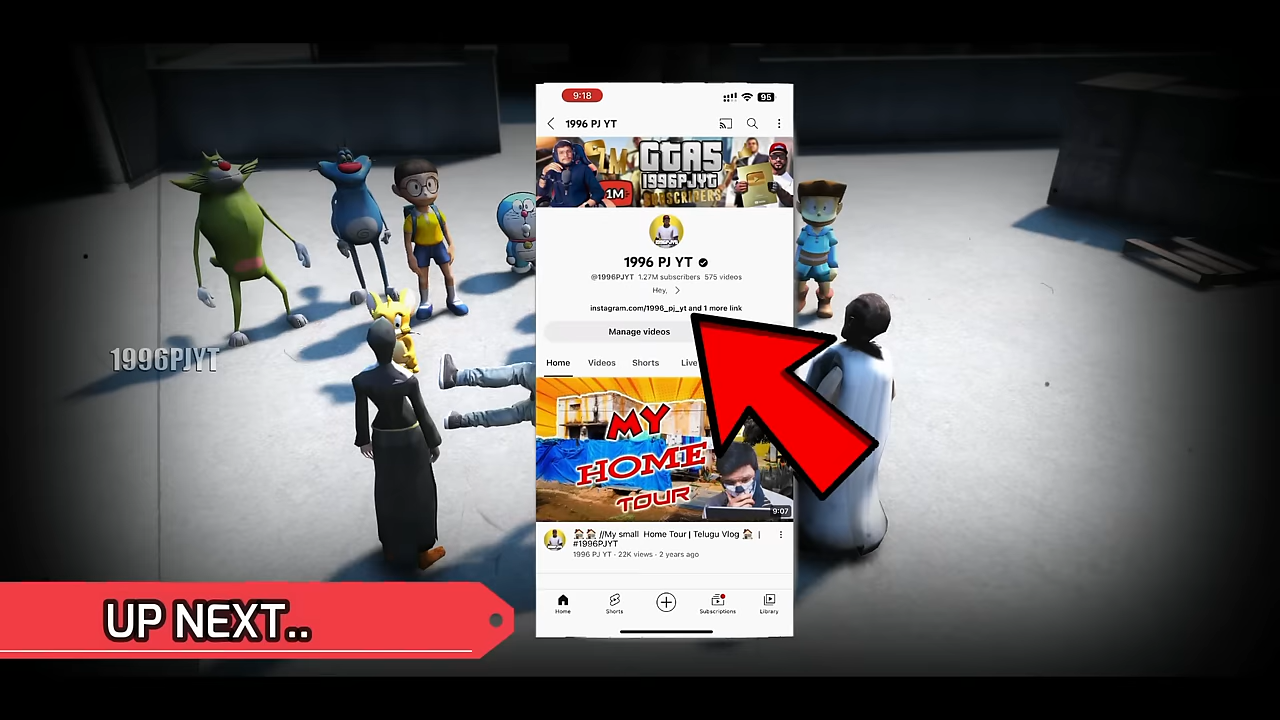 9:18
95
1996 PJ YT
GTA5
1M
1996PJYT
SUBSCRIBERS
1996PJYT
1996 PJ YT
@1996PJYT 1.27M subscribers 575 videos
Hey,
instagram.com/1996_pj_yt and 1 more link
Manage videos
Home Videos Shorts Live
MY
HOME
TOUR
9:07
//My small Home Tour | Telugu Vlog |
#1996PJYT
1996 PJ YT · 22K views · 2 years ago
Home Shorts Subscriptions Library
1996PJYT
UP NEXT..